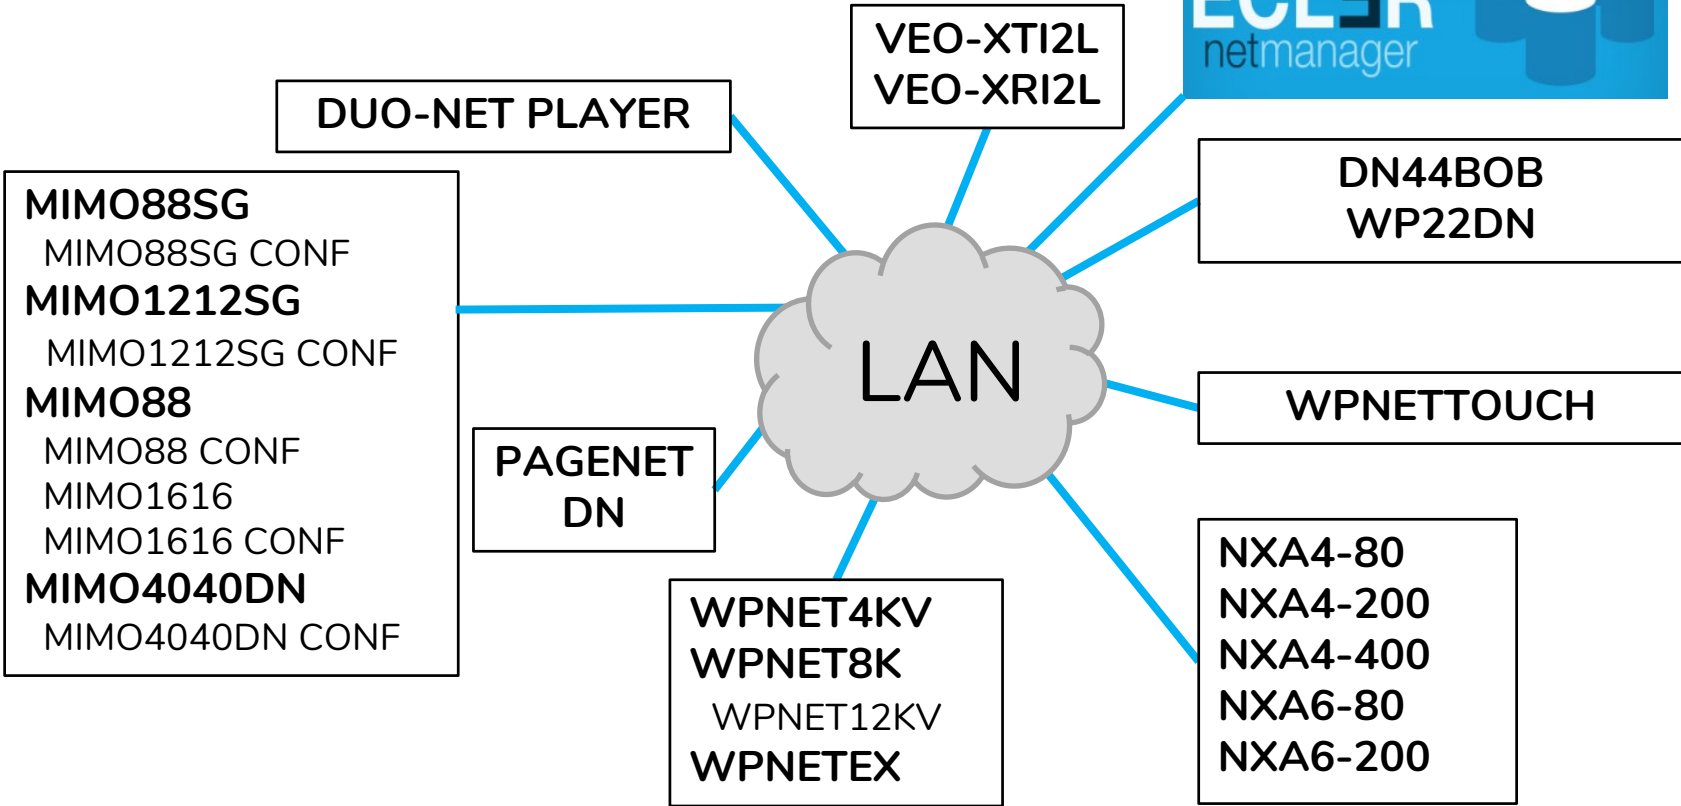 ECLER
netmanager
VEO-XTI2L
VEO-XRI2L
DUO-NET PLAYER
DN44BOB
WP22DN
MIMO88SG
MIMO88SG CONF
MIMO1212SG
MIMO1212SG CONF
MIMO88
MIMO88 CONF
MIMO1616
MIMO1616 CONF
MIMO4040DN
MIMO4040DN CONF
LAN
WPNETTOUCH
PAGENET
DN
WPNET4KV
WPNET8K
WPNET12KV
WPNETEX
NXA4-80
NXA4-200
NXA4-400
NXA6-80
NXA6-200